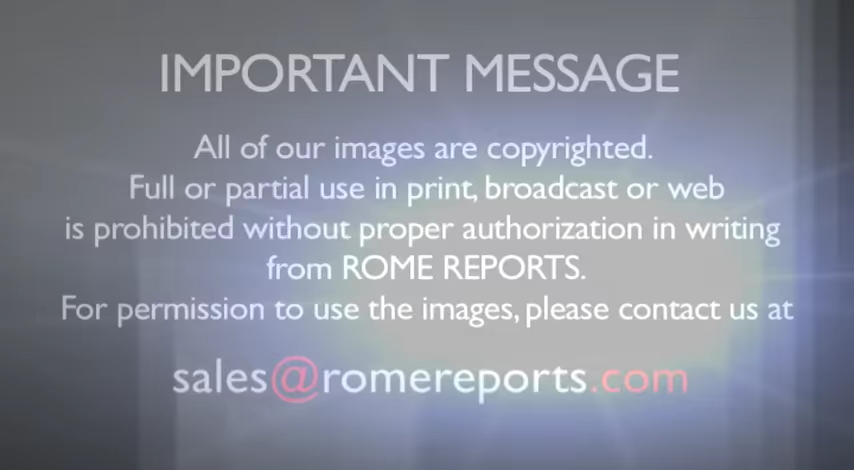 IMPORTANT MESSAGE
All of our images are copyrighted.
Full or partial use in print, broadcast or web
is prohibited without proper authorization in writing
from ROME REPORTS.
For permission to use the images, please contact us at
sales@romereports.com